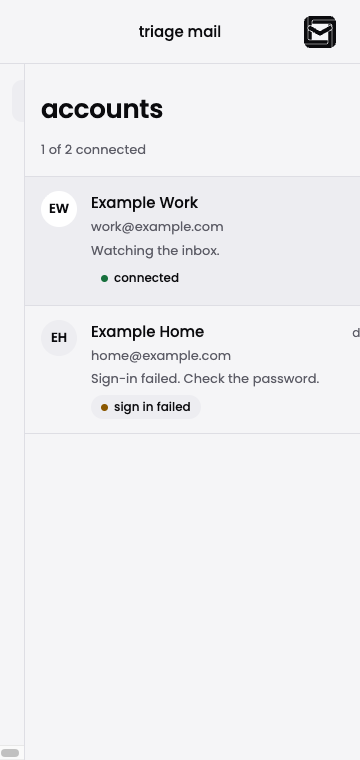 triage mail
accounts
1 of 2 connected
EW
Example Work
work@example.com
Watching the inbox.
connected
EH
Example Home
home@example.com
Sign-in failed. Check the password.
sign in failed